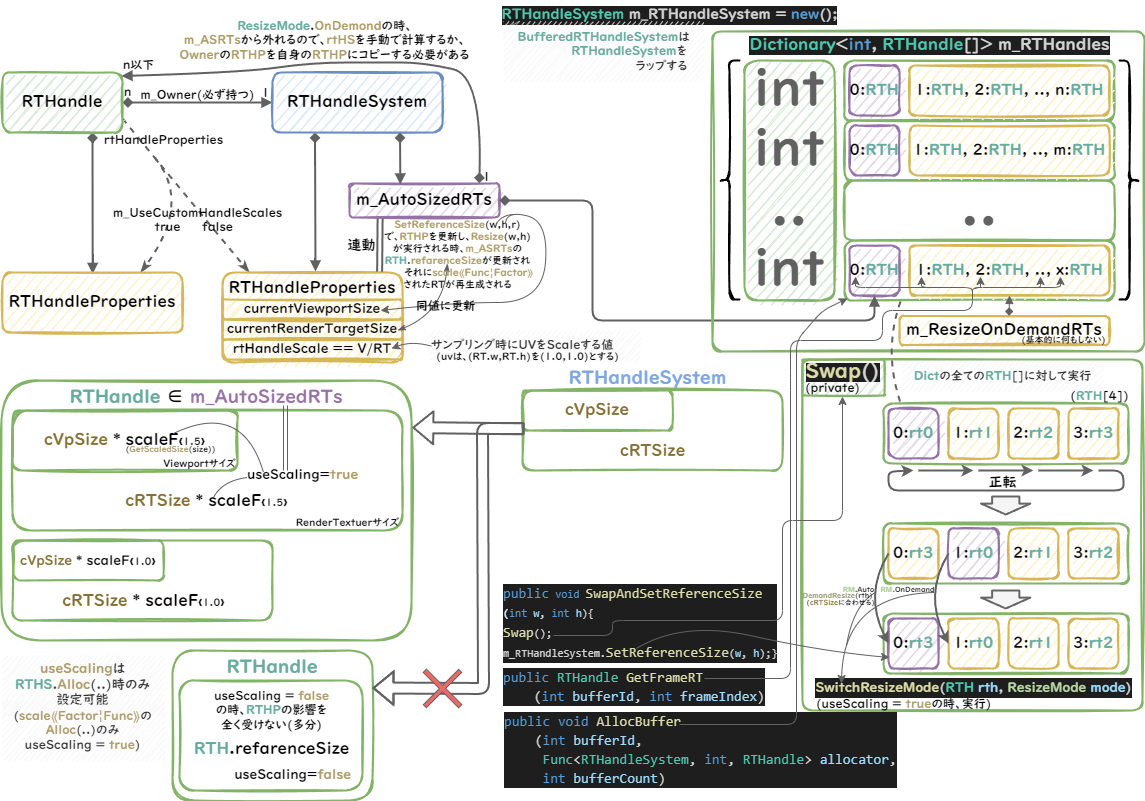 ResizeMode.OnDemandの時、
m_ASRTsから外れるので、rtHSを手動で計算するか、
OwnerのRTHPを自身のRTHPにコピーする必要がある
n以下
RTHandle
n
m_Owner(必ず持つ)
1
RTHandleSystem
rtHandleProperties
m_UseCustomHandleScales
true
false
1
m_AutoSizedRTs
連動
SetReferenceSize(w,h,r)
で、RTHPを更新し、Resize(w,h)
が実行される時、m_ASRTsの
RTH.refarenceSizeが更新され
それにscale⟪Func¦Factor⟫
されたRTが再生成される
RTHandleProperties
RTHandleProperties
currentViewportSize
currentRenderTargetSize
rtHandleScale == V/RT
同値に更新
サンプリング時にUVをScaleする値
(uvは、(RT.w,RT.h)を(1.0,1.0)とする)
RTHandleSystem m_RTHandleSystem = new();
BufferedRTHandleSystemは
RTHandleSystemを
ラップする
Dictionary<int, RTHandle[]> m_RTHandles
int
0:RTH
1:RTH, 2:RTH, .., n:RTH
int
0:RTH
1:RTH, 2:RTH, .., m:RTH
..
..
int
0:RTH
1:RTH, 2:RTH, .., x:RTH
m_ResizeOnDemandRTs
(基本的に何もしない)
Swap()
(private)
Dictの全てのRTH[]に対して実行
(RTH[4])
0:rt0
1:rt1
2:rt2
3:rt3
正転
0:rt3
1:rt0
2:rt1
3:rt2
RM.Auto
DemandResize(rth)
(cRTSizeに合わせる)
RM.OnDemand
0:rt3
1:rt0
2:rt1
3:rt2
SwitchResizeMode(RTH rth, ResizeMode mode)
(useScaling = trueの時、実行)
RTHandle ∈ m_AutoSizedRTs
cVpSize * scaleF(1.5)
(GetScaledSize(size))
Viewportサイズ
useScaling=true
cRTSize * scaleF(1.5)
RenderTextuerサイズ
cVpSize * scaleF(1.0)
cRTSize * scaleF(1.0)
RTHandleSystem
cVpSize
cRTSize
useScalingは
RTHS.Alloc(..)時のみ
設定可能
(scale⟪Factor¦Func⟫の
Alloc(..)のみ
useScaling = true)
RTHandle
useScaling = false
の時、RTHPの影響を
全く受けない(多分)
RTH.refarenceSize
useScaling=false
public void SwapAndSetReferenceSize
(int w, int h){
Swap();
m_RTHandleSystem.SetReferenceSize(w, h);}
public RTHandle GetFrameRT
(int bufferId, int frameIndex)
public void AllocBuffer
(int bufferId,
Func<RTHandleSystem, int, RTHandle> allocator,
int bufferCount)